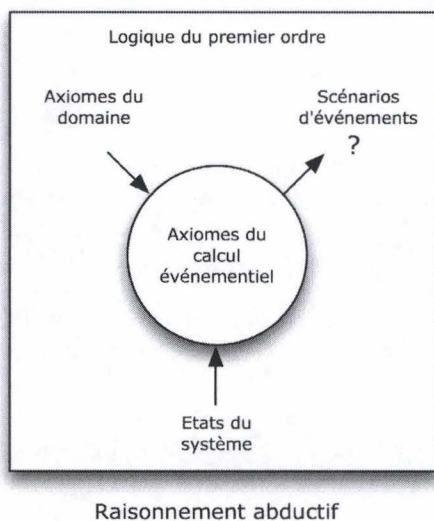 Logique du premier ordre
Axiomes du
domaine
Scénarios
d'événements
?
Axiomes du
calcul
événementiel
Etats du
système
Raisonnement abductif